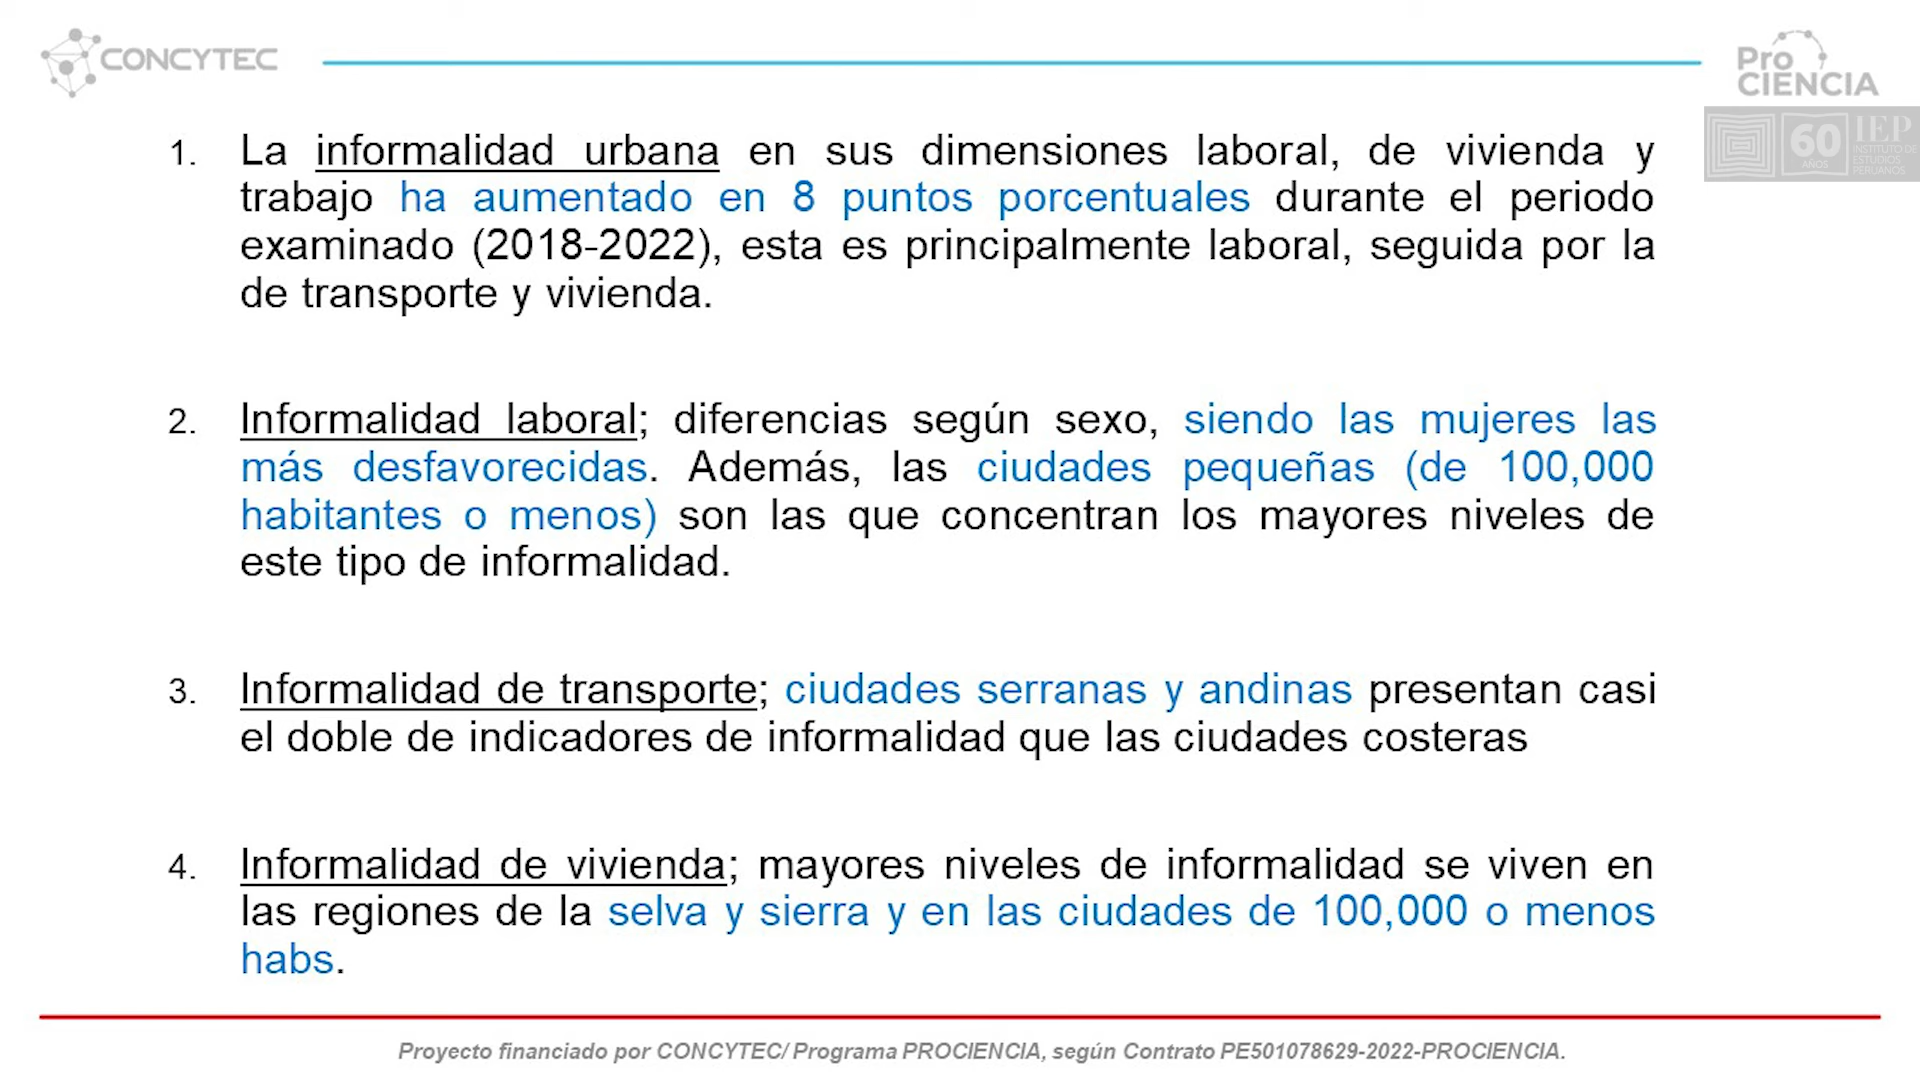 CONCYTEC
Pro
CIENCIA
60
AÑOS
IEP
INSTITUTO DE
ESTUDIOS
PERUANOS
1. La informalidad urbana en sus dimensiones laboral, de vivienda y
trabajo ha aumentado en 8 puntos porcentuales durante el periodo
examinado (2018-2022), esta es principalmente laboral, seguida por la
de transporte y vivienda.
2. Informalidad laboral; diferencias según sexo, siendo las mujeres las
más desfavorecidas. Además, las ciudades pequeñas (de 100,000
habitantes o menos) son las que concentran los mayores niveles de
este tipo de informalidad.
3. Informalidad de transporte; ciudades serranas y andinas presentan casi
el doble de indicadores de informalidad que las ciudades costeras
4. Informalidad de vivienda; mayores niveles de informalidad se viven en
las regiones de la selva y sierra y en las ciudades de 100,000 o menos
habs.
Proyecto financiado por CONCYTEC/ Programa PROCIENCIA, según Contrato PE501078629-2022-PROCIENCIA.